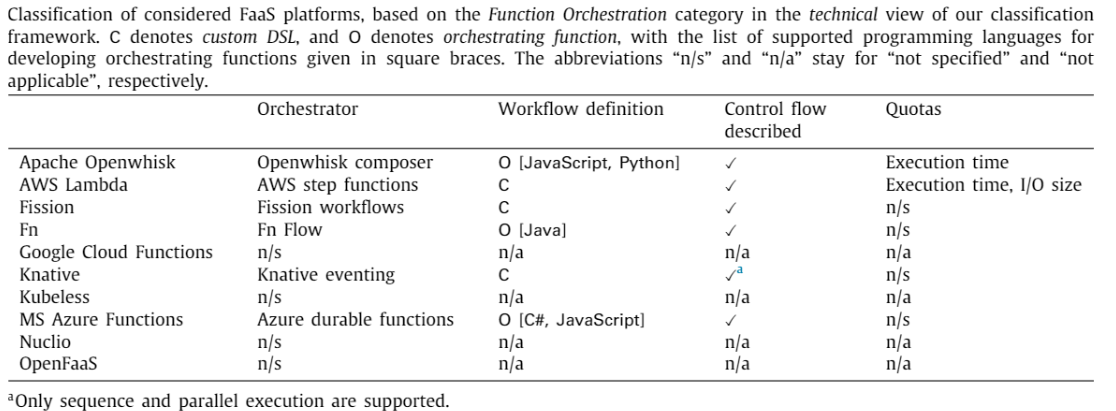 Classification of considered FaaS platforms, based on the Function Orchestration category in the technical view of our classification
framework. C denotes custom DSL, and O denotes orchestrating function, with the list of supported programming languages for
developing orchestrating functions given in square braces. The abbreviations “n/s” and “n/a” stay for “not specified” and “not
applicable”, respectively.
Orchestrator Workflow definition Control flow described Quotas
Apache Openwhisk Openwhisk composer O [JavaScript, Python] ✓ Execution time
AWS Lambda AWS step functions C ✓ Execution time, I/O size
Fission Fission workflows C ✓ n/s
Fn Fn Flow O [Java] ✓ n/s
Google Cloud Functions n/s n/a n/a n/a
Knative Knative eventing C ✓a n/s
Kubeless n/s n/a n/a n/a
MS Azure Functions Azure durable functions O [C#, JavaScript] ✓ n/s
Nuclio n/s n/a n/a n/a
OpenFaaS n/s n/a n/a n/a
aOnly sequence and parallel execution are supported.